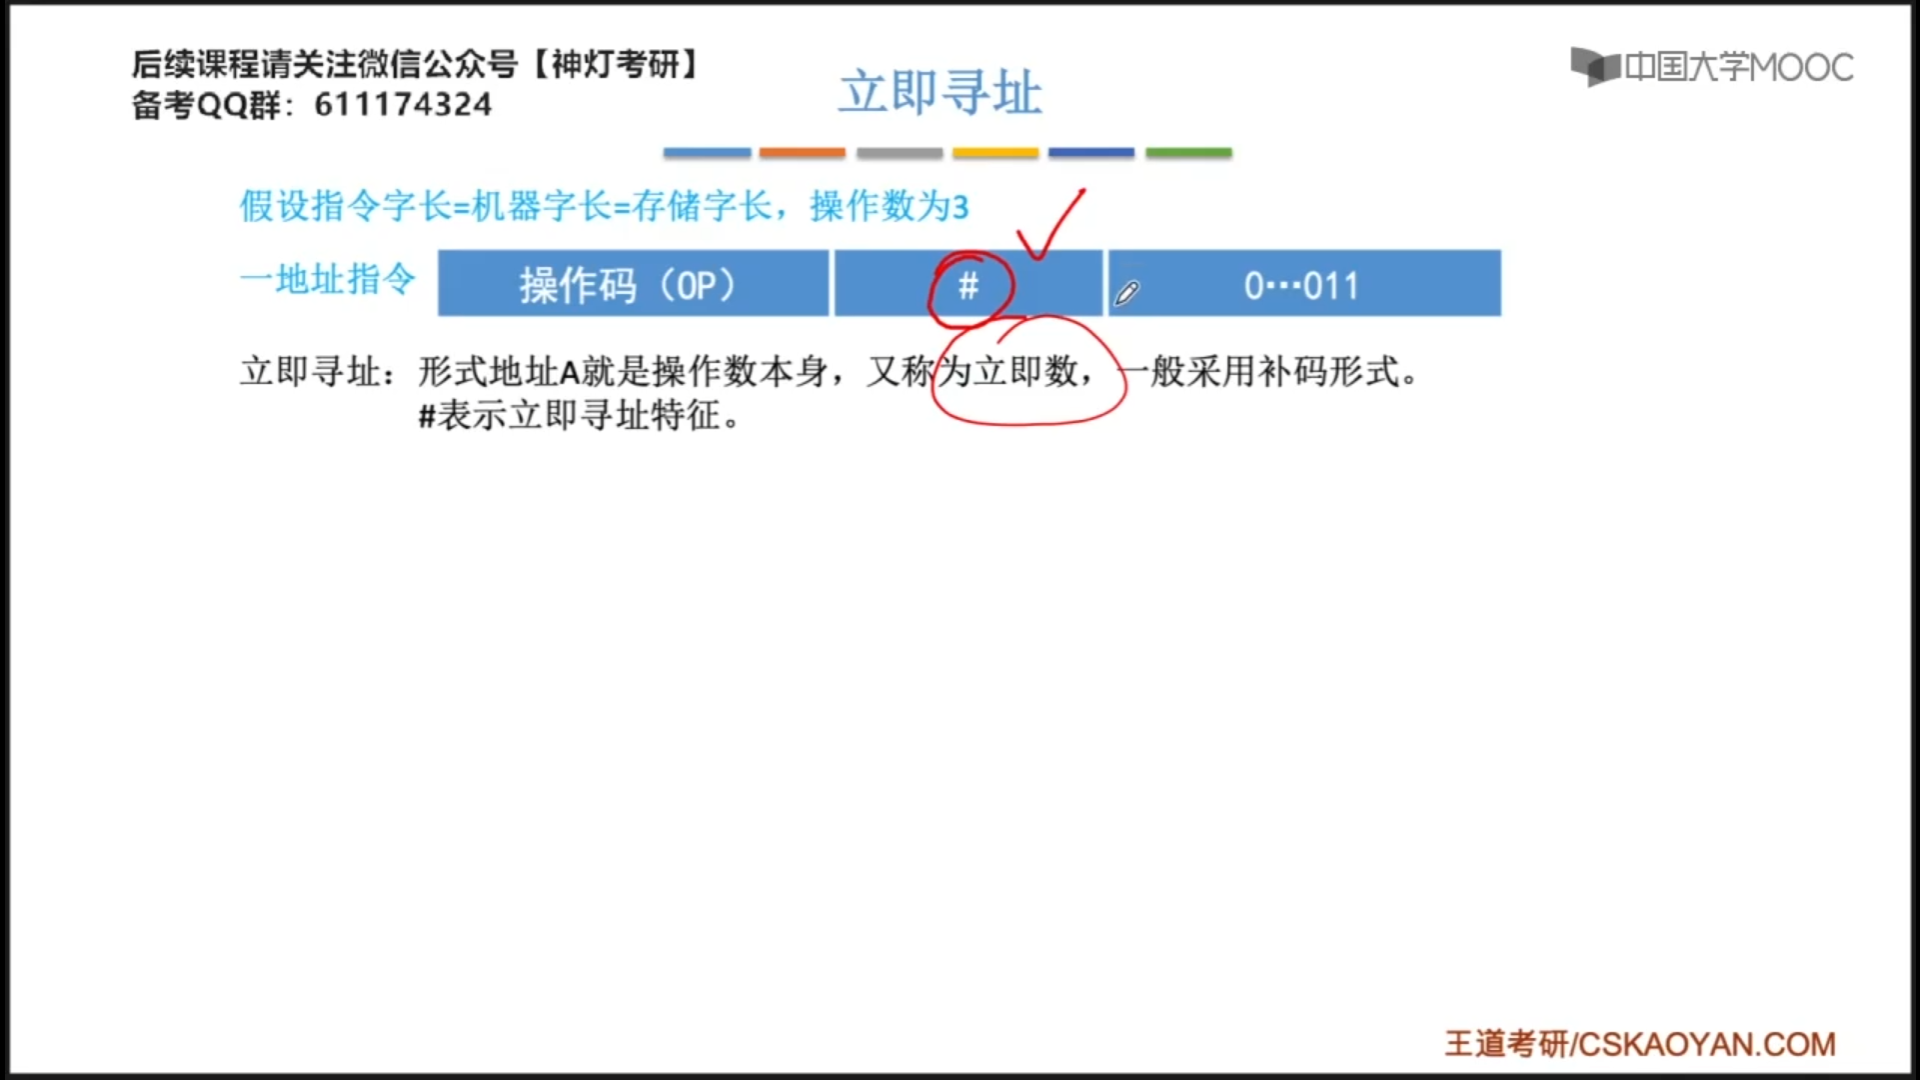 后续课程请关注微信公众号【神灯考研】
备考QQ群：611174324
中国大学MOOC
立即寻址
假设指令字长=机器字长=存储字长，操作数为3
一地址指令
操作码（OP）
#
0···011
立即寻址：形式地址A就是操作数本身，又称为立即数，一般采用补码形式。
#表示立即寻址特征。
王道考研/CSKAOYAN.COM